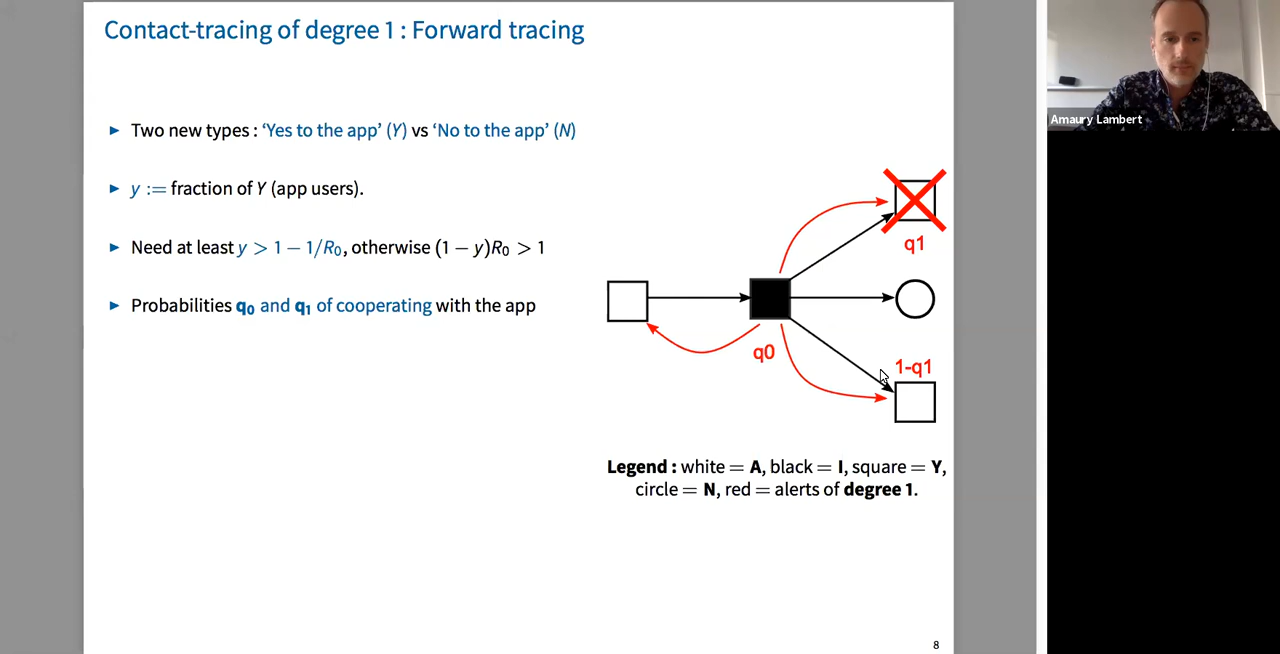 Contact-tracing of degree 1 : Forward tracing
► Two new types : ‘Yes to the app’ (Y) vs ‘No to the app’ (N)
► y := fraction of Y (app users).
► Need at least y > 1 − 1/R₀, otherwise (1 − y)R₀ > 1
► Probabilities q₀ and q₁ of cooperating with the app
q1
q0
1-q1
Legend : white = A, black = I, square = Y,
circle = N, red = alerts of degree 1.
8
Amaury Lambert